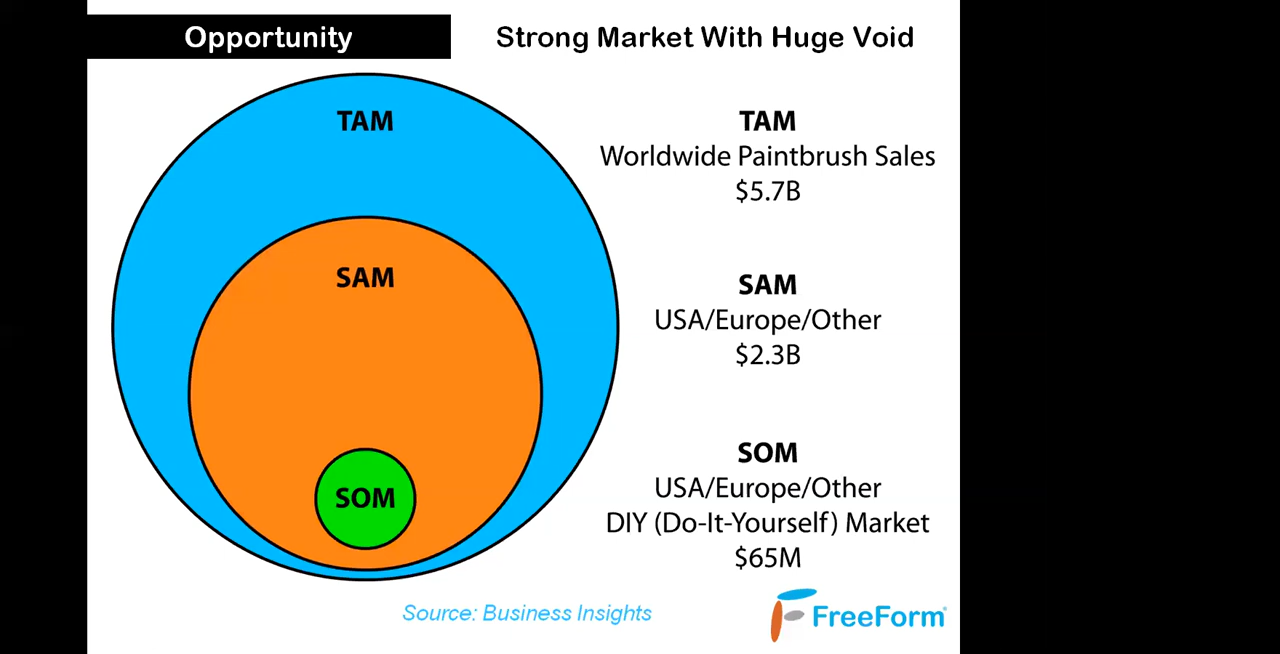 Opportunity
Strong Market With Huge Void
TAM
SAM
SOM
TAM
Worldwide Paintbrush Sales
$5.7B
SAM
USA/Europe/Other
$2.3B
SOM
USA/Europe/Other
DIY (Do-It-Yourself) Market
$65M
Source: Business Insights
FreeForm®